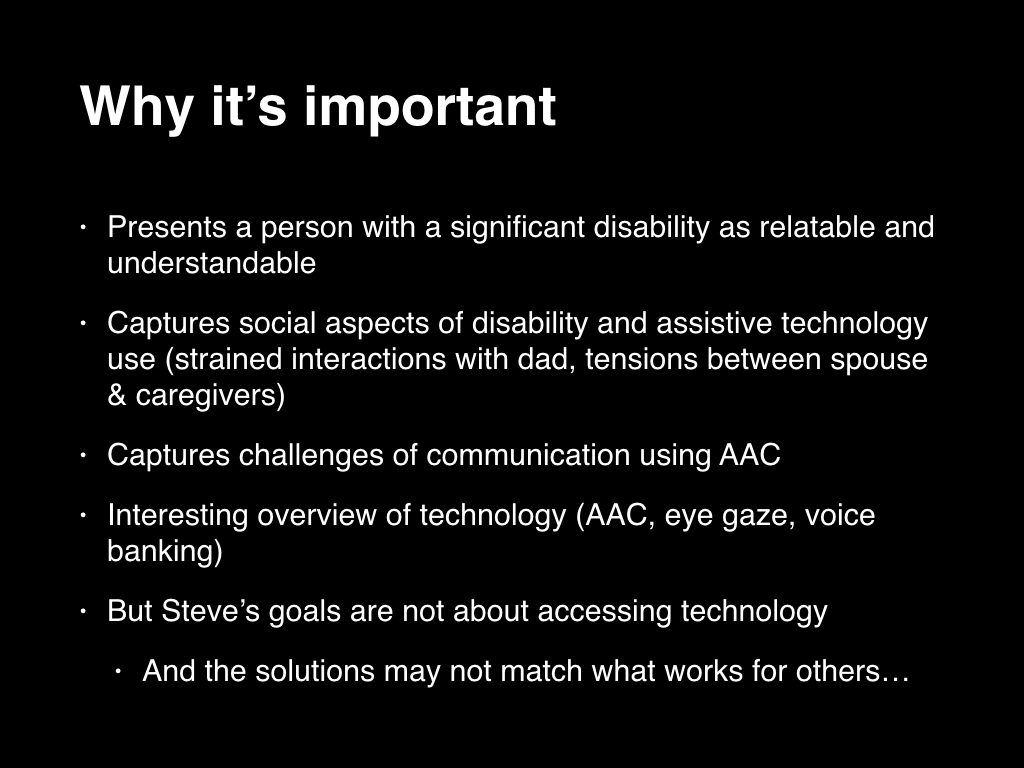 Why it’s important
• Presents a person with a significant disability as relatable and
understandable
• Captures social aspects of disability and assistive technology
use (strained interactions with dad, tensions between spouse
& caregivers)
• Captures challenges of communication using AAC
• Interesting overview of technology (AAC, eye gaze, voice
banking)
• But Steve’s goals are not about accessing technology
• And the solutions may not match what works for others…